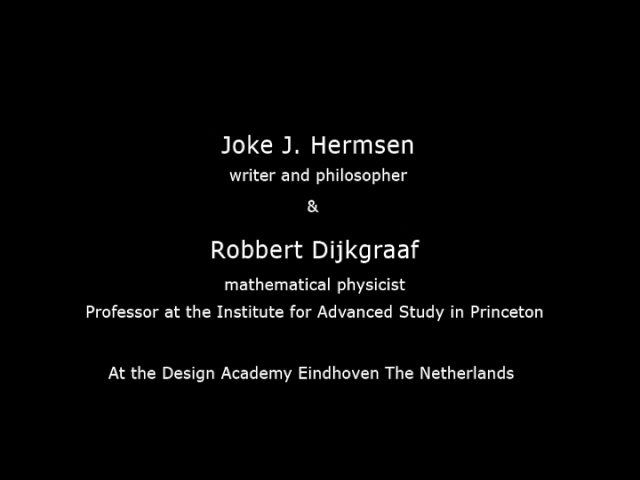 Joke J. Hermsen
writer and philosopher
&
Robbert Dijkgraaf
mathematical physicist
Professor at the Institute for Advanced Study in Princeton
At the Design Academy Eindhoven The Netherlands